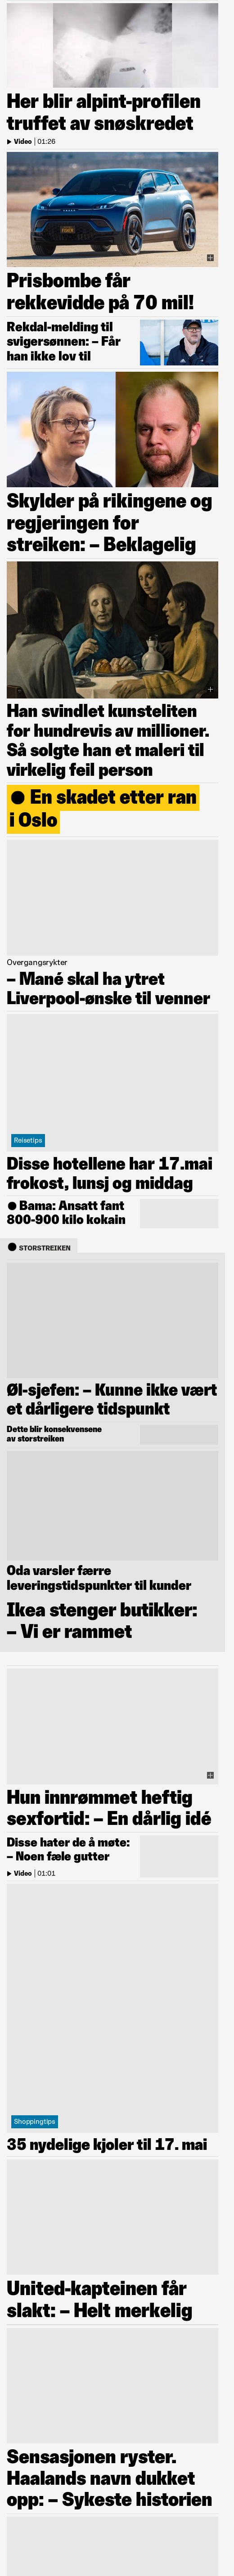 Her blir alpint-profilen
truffet av snøskredet
Video | 01:26
Prisbombe får
rekkevidde på 70 mil!
Rekdal-melding til
svigersønnen: – Får
han ikke lov til
Skylder på rikingene og
regjeringen for
streiken: – Beklagelig
Han svindlet kunsteliten
for hundrevis av millioner.
Så solgte han et maleri til
virkelig feil person
En skadet etter ran
i Oslo
Overgangsrykter
– Mané skal ha ytret
Liverpool-ønske til venner
Reisetips
Disse hotellene har 17.mai
frokost, lunsj og middag
Bama: Ansatt fant
800-900 kilo kokain
STORSTREIKEN
Øl-sjefen: – Kunne ikke vært
et dårligere tidspunkt
Dette blir konsekvensene
av storstreiken
Oda varsler færre
leveringstidspunkter til kunder
Ikea stenger butikker:
– Vi er rammet
Hun innrømmet heftig
sexfortid: – En dårlig idé
Disse hater de å møte:
– Noen fæle gutter
Video | 01:01
Shoppingtips
35 nydelige kjoler til 17. mai
United-kapteinen får
slakt: – Helt merkelig
Sensasjonen ryster.
Haalands navn dukket
opp: – Sykeste historien